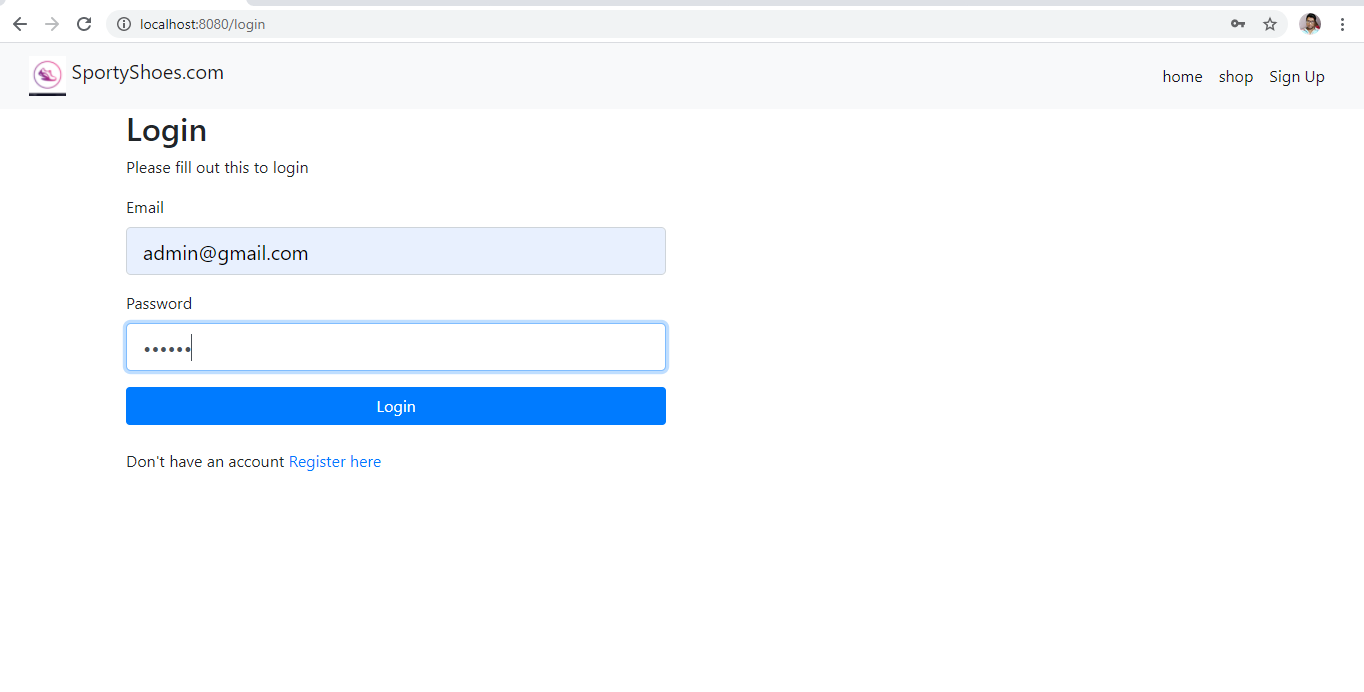 localhost:8080/login
SportyShoes.com
home shop Sign Up
Login
Please fill out this to login
Email
admin@gmail.com
Password
••••••
Login
Don't have an account Register here